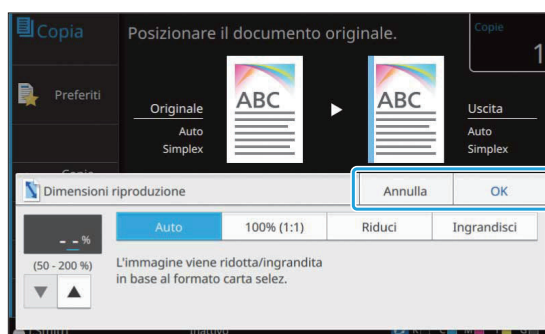 Copia
Posizionare il documento originale.
Copie
1
Preferiti
Originale
ABC
ABC
Uscita
Auto
Simplex
Auto
Simplex
Copia
Dimensioni riproduzione
Annulla
OK
- - %
Auto
100% (1:1)
Riduci
Ingrandisci
(50 - 200 %)
L'immagine viene ridotta/ingrandita
in base al formato carta selez.